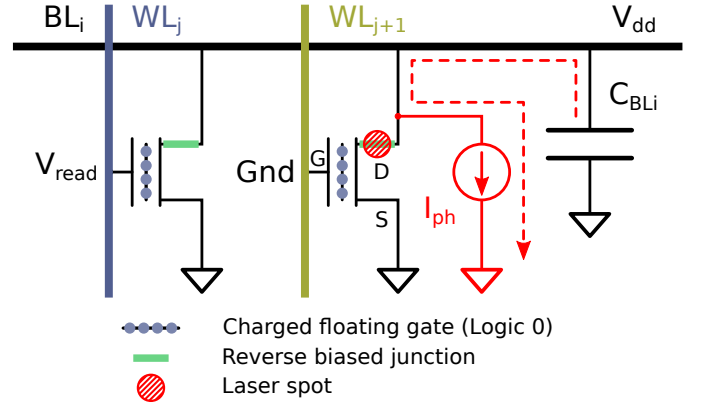 BLi WLj WLj+1 Vdd
CBLi
Vread Gnd G D
S Iph
Charged floating gate (Logic 0)
Reverse biased junction
Laser spot